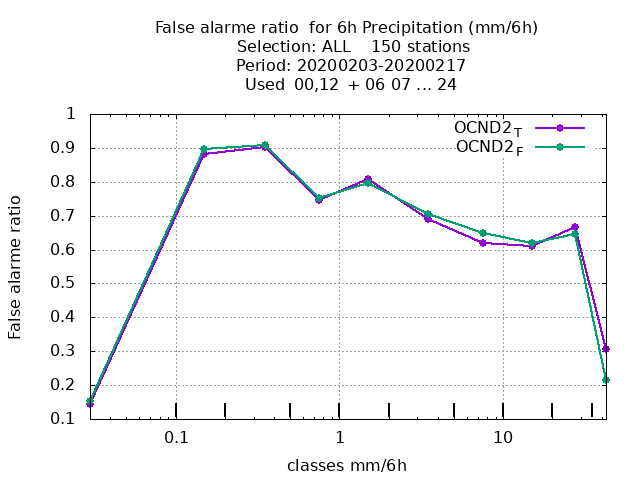 False alarme ratio  for 6h Precipitation (mm/6h)
Selection: ALL    150 stations
Period: 20200203-20200217
Used  00,12  + 06 07 ... 24
OCND2T
OCND2F
1
0.9
0.8
0.7
0.6
0.5
0.4
0.3
0.2
0.1
False alarme ratio
0.1 1 10
classes mm/6h